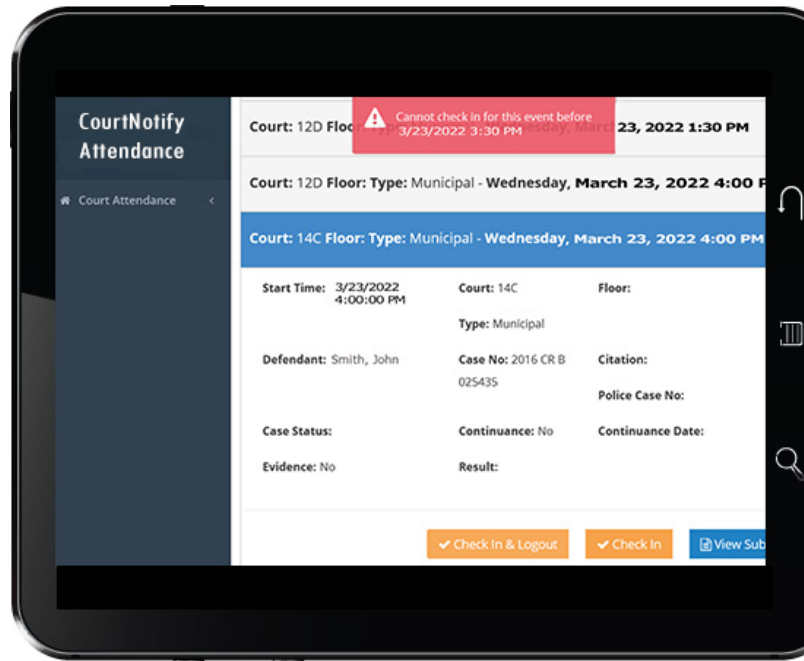 CourtNotify
Attendance
Court Attendance
Cannot check in for this event before
3/23/2022 3:30 PM
Court: 12D Floor: Type: Wednesday, March 23, 2022 1:30 PM
Court: 12D Floor: Type: Municipal - Wednesday, March 23, 2022 4:00 P
Court: 14C Floor: Type: Municipal - Wednesday, March 23, 2022 4:00 PM
Start Time: 3/23/2022 Court: 14C Floor:
4:00:00 PM
Type: Municipal
Defendant: Smith, John Case No: 2016 CR B Citation:
025435
Police Case No:
Case Status: Continuance: No Continuance Date:
Evidence: No Result:
Check In & Logout Check In View Sub